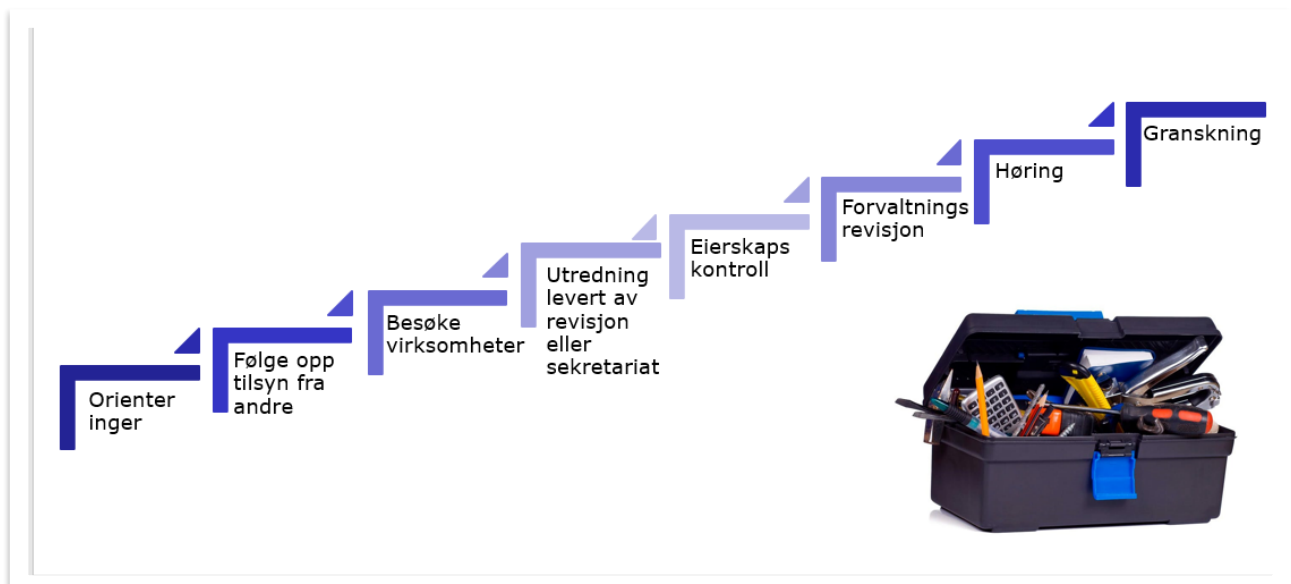 Orienter
inger
Følge opp
tilsyn fra
andre
Besøke
virksomheter
Utredning
levert av
revisjon
eller
sekretariat
Eierskaps
kontroll
Forvaltnings
revisjon
Høring
Granskning